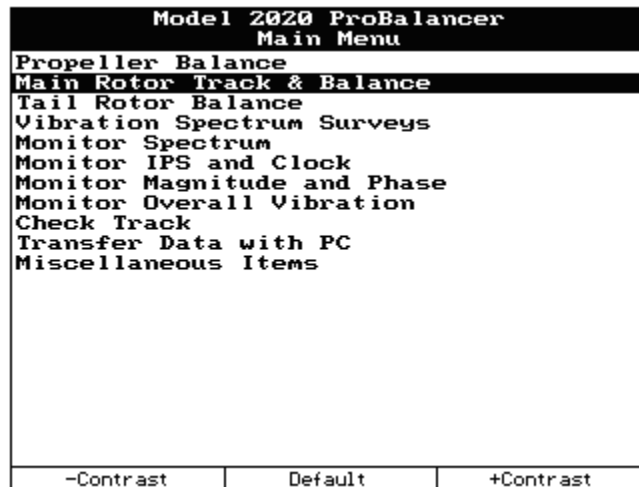 Model 2020 ProBalancer
Main Menu
Propeller Balance
Main Rotor Track & Balance
Tail Rotor Balance
Vibration Spectrum Surveys
Monitor Spectrum
Monitor IPS and Clock
Monitor Magnitude and Phase
Monitor Overall Vibration
Check Track
Transfer Data with PC
Miscellaneous Items
-Contrast Default +Contrast